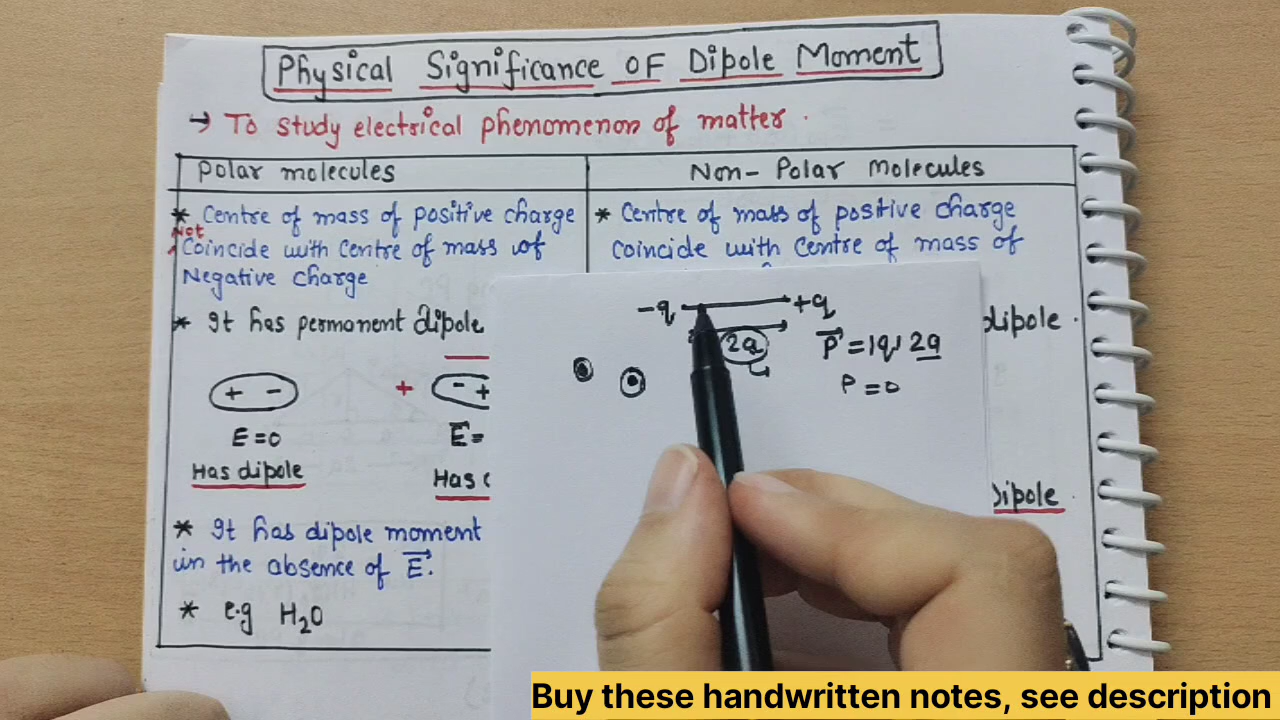 Physical Significance OF Dipole Moment
→ To study electrical phenomenon of matter.
Polar molecules
Non-Polar Molecules
* Centre of mass of positive charge
Not
Coincide with Centre of mass of
Negative charge
* Centre of mass of positive charge
Coincide with Centre of mass of
* It has permanent dipole
dipole.
+ -
+
- +
E=0
E=
Has dipole
Has
Dipole.
* It has dipole moment
in the absence of E.
* e.g H2O
-q
+q
2a
P = |q| 2a
P = 0
Buy these handwritten notes, see description